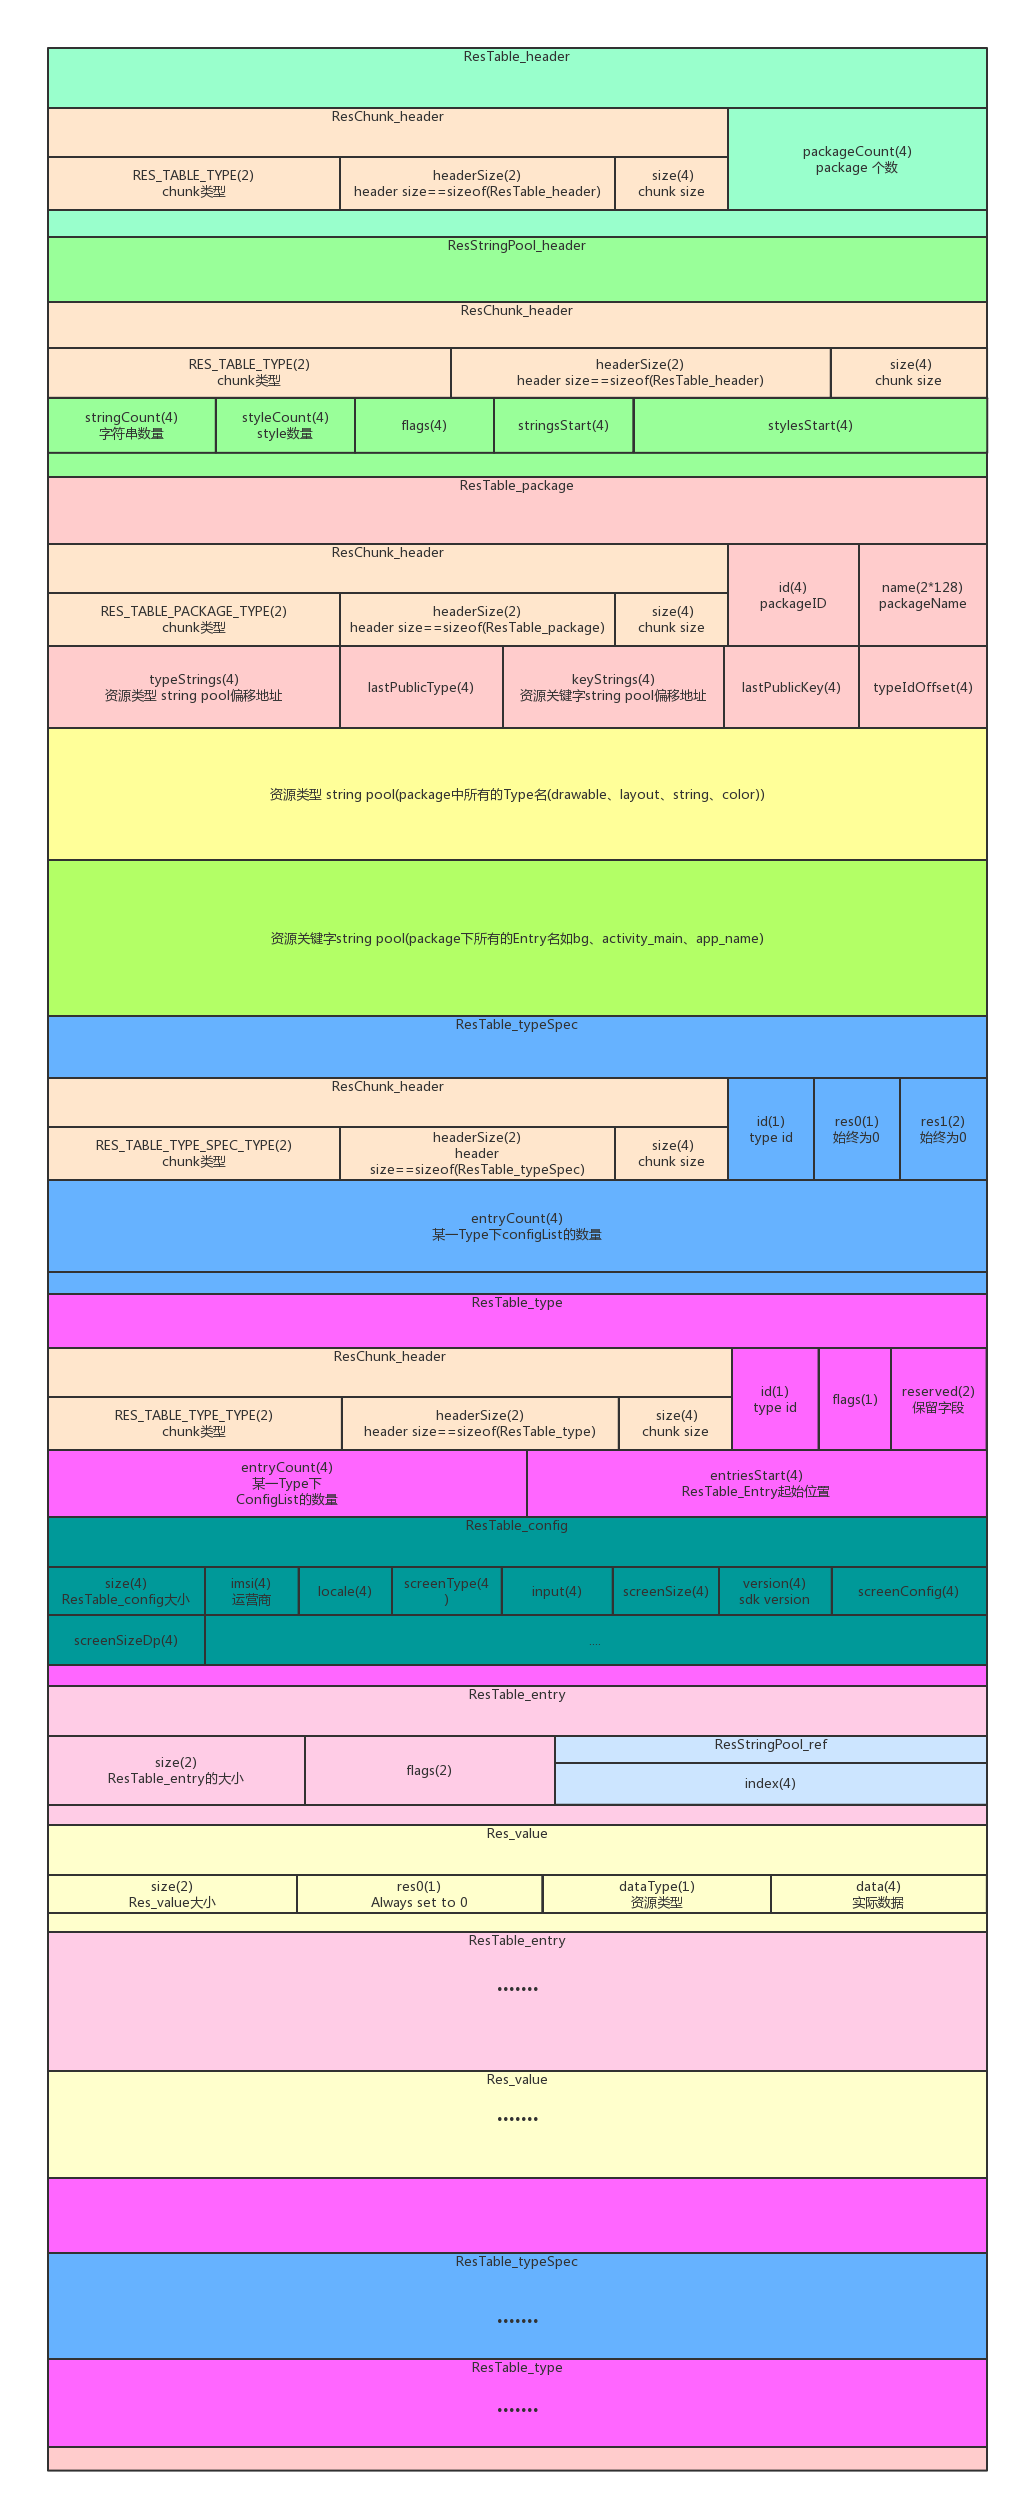 ResTable_header
ResChunk_header
packageCount(4)
package 个数
RES_TABLE_TYPE(2)
chunk类型
headerSize(2)
header size==sizeof(ResTable_header)
size(4)
chunk size
ResStringPool_header
ResChunk_header
RES_TABLE_TYPE(2)
chunk类型
headerSize(2)
header size==sizeof(ResTable_header)
size(4)
chunk size
stringCount(4)
字符串数量
styleCount(4)
style数量
flags(4)
stringsStart(4)
stylesStart(4)
ResTable_package
ResChunk_header
id(4)
packageID
name(2*128)
packageName
RES_TABLE_PACKAGE_TYPE(2)
chunk类型
headerSize(2)
header size==sizeof(ResTable_package)
size(4)
chunk size
typeStrings(4)
资源类型 string pool偏移地址
lastPublicType(4)
keyStrings(4)
资源关键字string pool偏移地址
lastPublicKey(4)
typeIdOffset(4)
资源类型 string pool(package中所有的Type名(drawable、layout、string、color))
资源关键字string pool(package下所有的Entry名如bg、activity_main、app_name)
ResTable_typeSpec
ResChunk_header
id(1)
type id
res0(1)
始终为0
res1(2)
始终为0
RES_TABLE_TYPE_SPEC_TYPE(2)
chunk类型
headerSize(2)
header
size==sizeof(ResTable_typeSpec)
size(4)
chunk size
entryCount(4)
某一Type下configList的数量
ResTable_type
ResChunk_header
id(1)
type id
flags(1)
reserved(2)
保留字段
RES_TABLE_TYPE_TYPE(2)
chunk类型
headerSize(2)
header size==sizeof(ResTable_type)
size(4)
chunk size
entryCount(4)
某一Type下
ConfigList的数量
entriesStart(4)
ResTable_Entry起始位置
ResTable_config
size(4)
ResTable_config大小
imsi(4)
运营商
locale(4)
screenType(4
)
input(4)
screenSize(4)
version(4)
sdk version
screenConfig(4)
screenSizeDp(4)
....
ResTable_entry
size(2)
ResTable_entry的大小
flags(2)
ResStringPool_ref
index(4)
Res_value
size(2)
Res_value大小
res0(1)
Always set to 0
dataType(1)
资源类型
data(4)
实际数据
ResTable_entry
•••••••
Res_value
•••••••
ResTable_typeSpec
•••••••
ResTable_type
•••••••